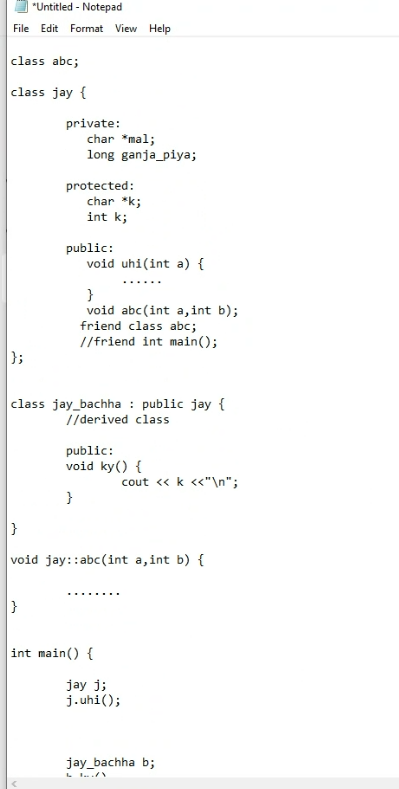 *Untitled - Notepad
File Edit Format View Help
class abc;
class jay {
private:
char *mal;
long ganja_piya;
protected:
char *k;
int k;
public:
void uhi(int a) {
......
}
void abc(int a,int b);
friend class abc;
//friend int main();
};
class jay_bachha : public jay {
//derived class
public:
void ky() {
cout << k <<"\n";
}
}
void jay::abc(int a,int b) {
........
}
int main() {
jay j;
j.uhi();
jay_bachha b;